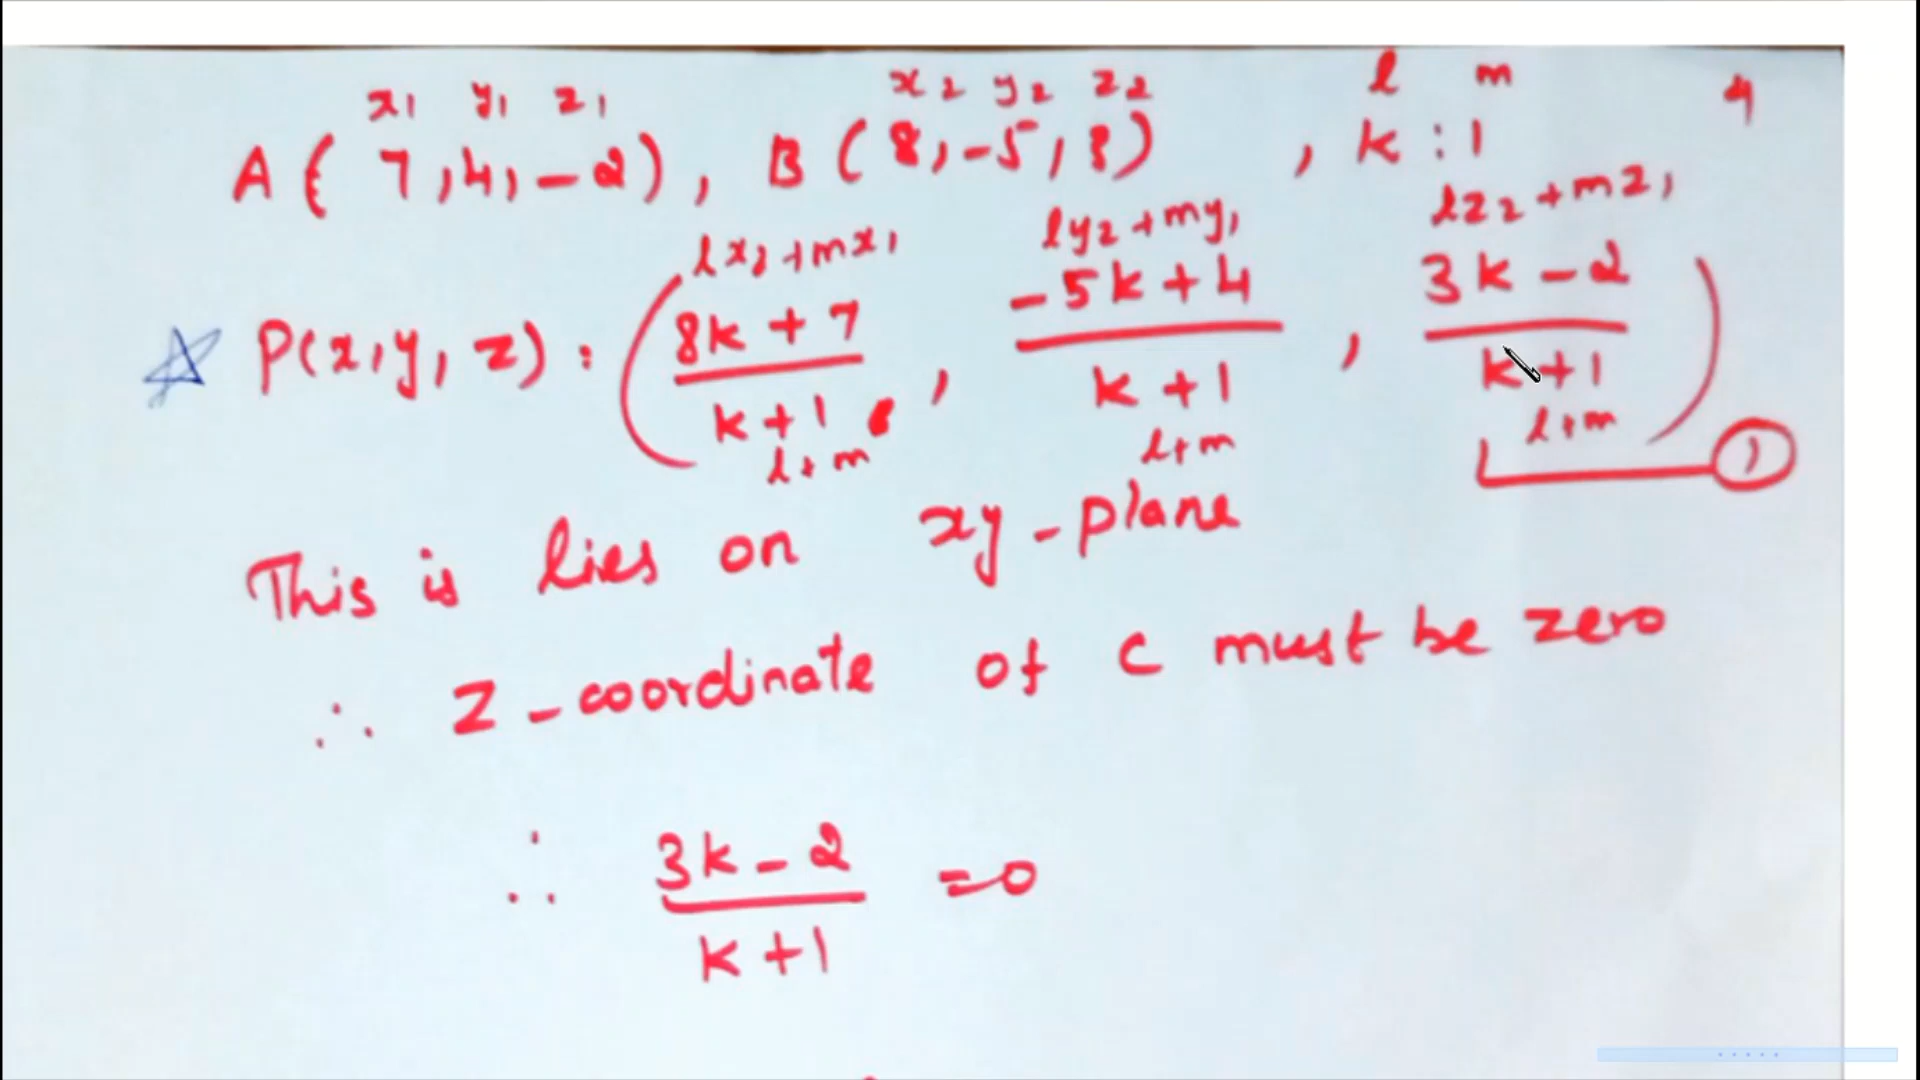 x1 y1 z1 x2 y2 z2 l m 4
A( 7,4,-2), B(8,-5,3) , k:1
lx2+mx1 ly2+my1 lz2+mz1
P(x,y,z): (8k+7/k+1, -5k+4/k+1, 3k-2/k+1)
l+m l+m l+m 1
This is lies on xy-plane
∴ Z-coordinate of C must be zero
∴ 3k-2/k+1 =0